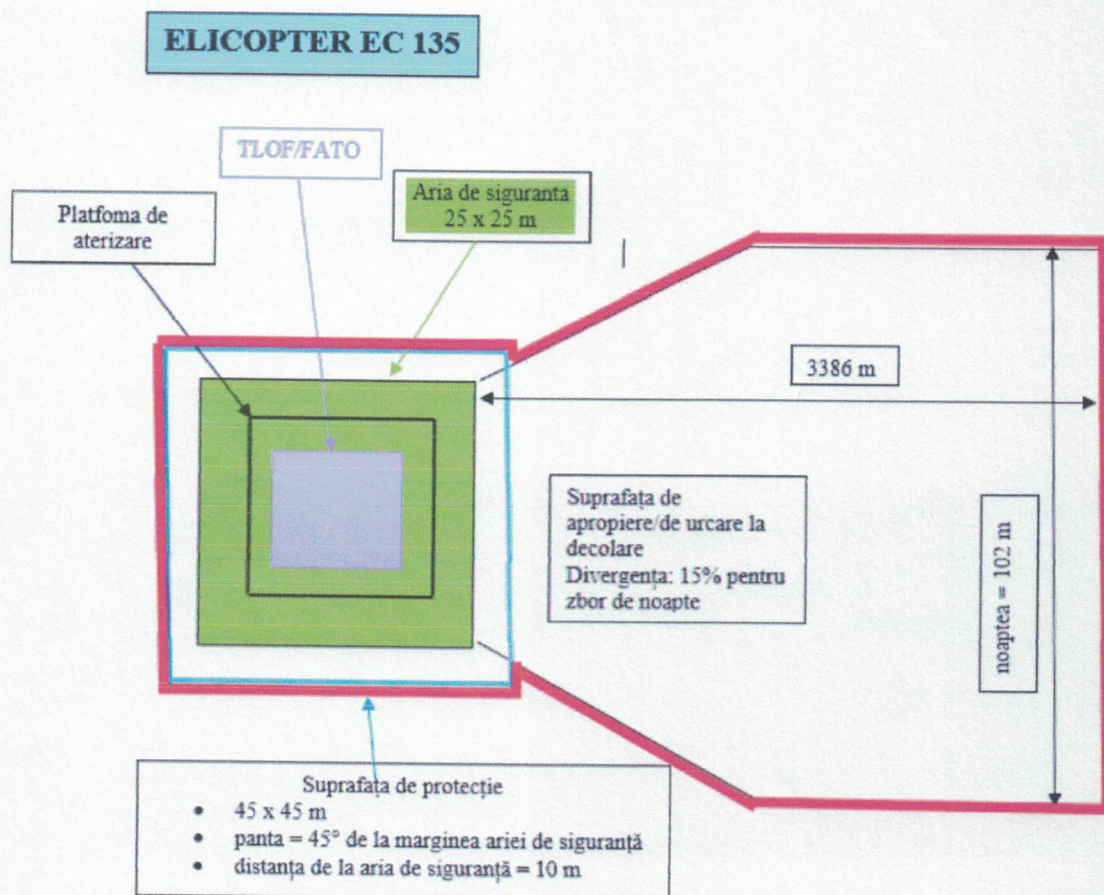 ELICOPTER EC 135
TLOF/FATO
Aria de siguranta
25 x 25 m
Platfoma de
aterizare
3386 m
Suprafața de
apropiere/de urcare la
decolare
Divergența: 15% pentru
zbor de noapte
noaptea = 102 m
Suprafața de protecție
• 45 x 45 m
• panta = 45° de la marginea ariei de siguranță
• distanța de la aria de siguranță = 10 m